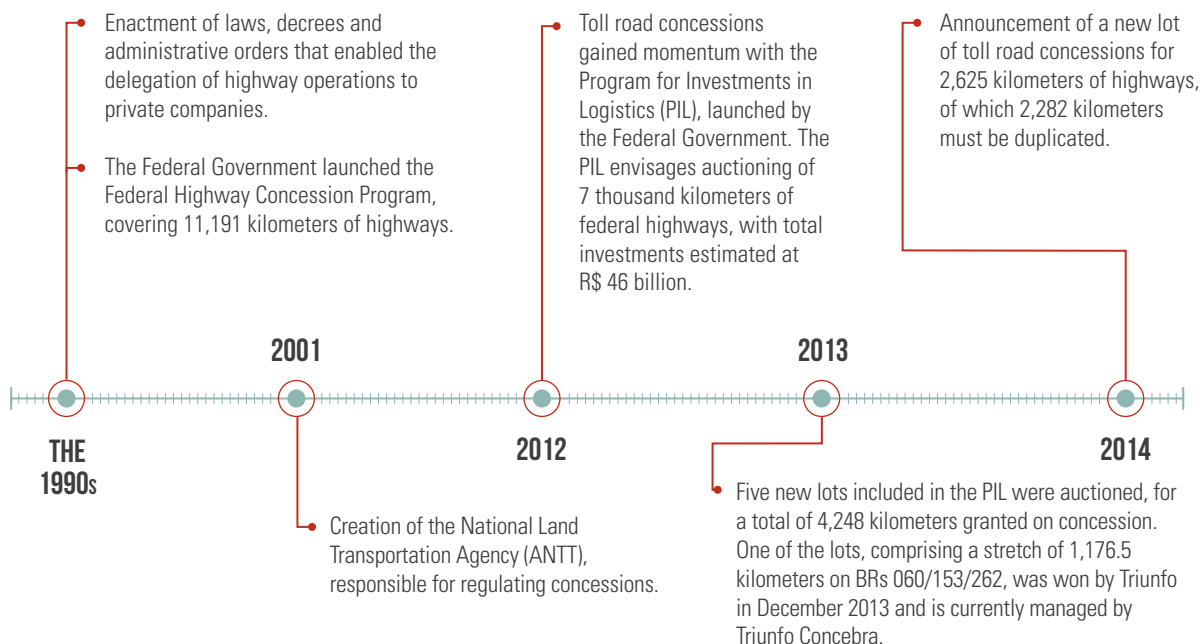 Enactment of laws, decrees and
administrative orders that enabled the
delegation of highway operations to
private companies.
The Federal Government launched the
Federal Highway Concession Program,
covering 11,191 kilometers of highways.
Toll road concessions
gained momentum with the
Program for Investments in
Logistics (PIL), launched by
the Federal Government. The
PIL envisages auctioning of
7 thousand kilometers of
federal highways, with total
investments estimated at
R$ 46 billion.
Announcement of a new lot
of toll road concessions for
2,625 kilometers of highways,
of which 2,282 kilometers
must be duplicated.
2001
2013
THE
1990s
2012
2014
Creation of the National Land
Transportation Agency (ANTT),
responsible for regulating concessions.
Five new lots included in the PIL were auctioned, for
a total of 4,248 kilometers granted on concession.
One of the lots, comprising a stretch of 1,176.5
kilometers on BRs 060/153/262, was won by Triunfo
in December 2013 and is currently managed by
Triunfo Concebra.